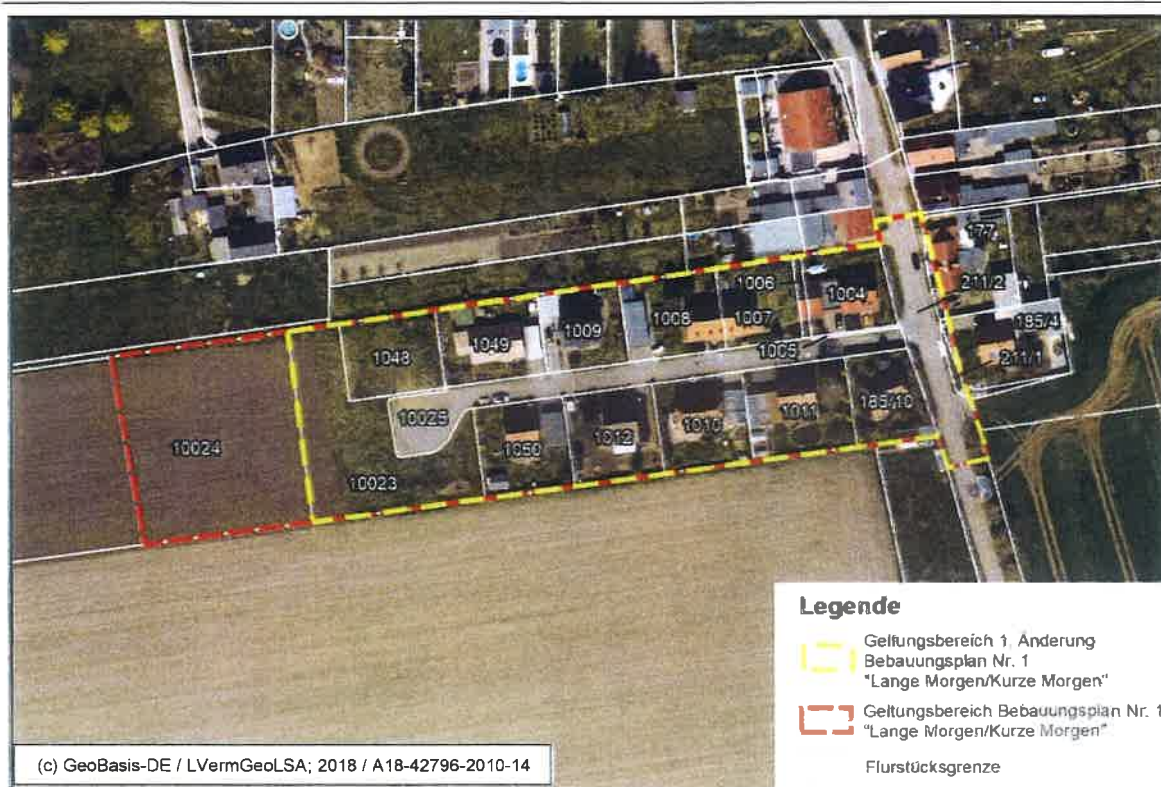 177
1006
1004
211/2
1009
1008
1007
185/4
1049
1005
211/1
1048
10025
1011
185/10
1010
1050
1012
10024
10023
Legende
Geltungsbereich 1. Änderung
Bebauungsplan Nr. 1
"Lange Morgen/Kurze Morgen"
Geltungsbereich Bebauungsplan Nr. 1
"Lange Morgen/Kurze Morgen"
Flurstücksgrenze
(c) GeoBasis-DE / LVermGeoLSA; 2018 / A18-42796-2010-14